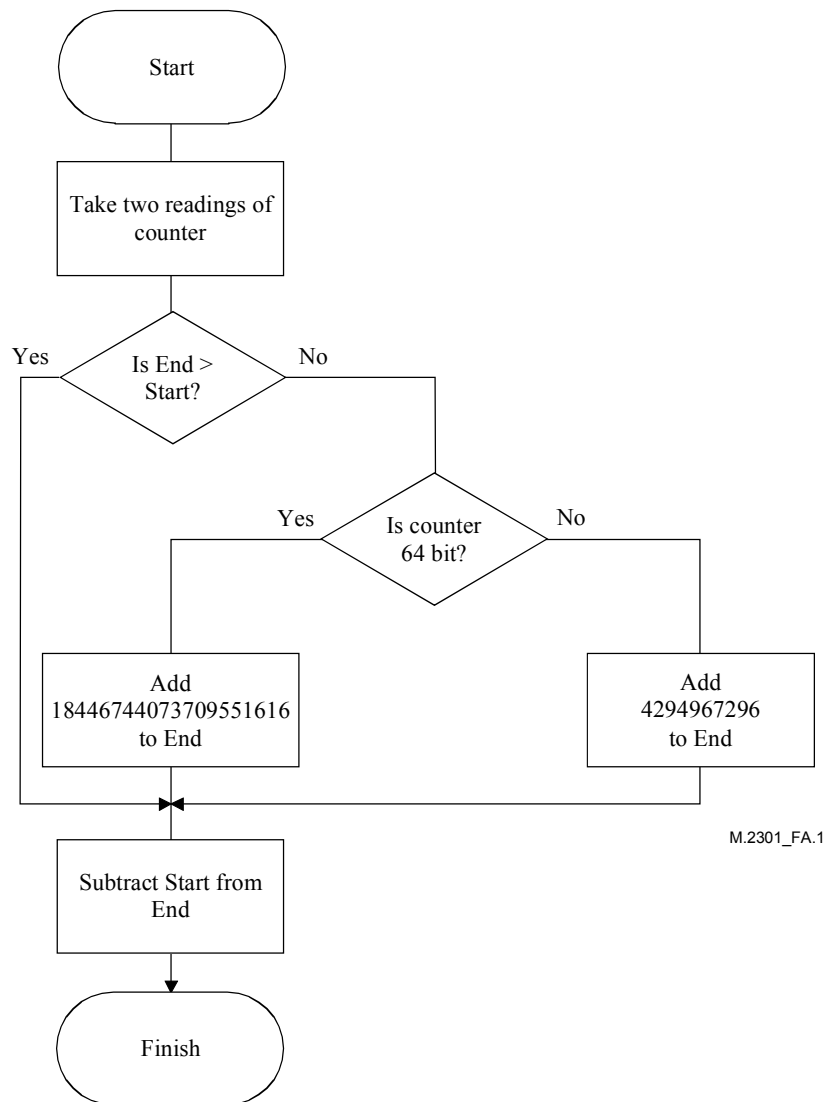 Start
Take two readings of
counter
Yes
Is End >
Start?
No
Yes
Is counter
64 bit?
No
Add
18446744073709551616
to End
Add
4294967296
to End
M.2301_FA.1
Subtract Start from
End
Finish